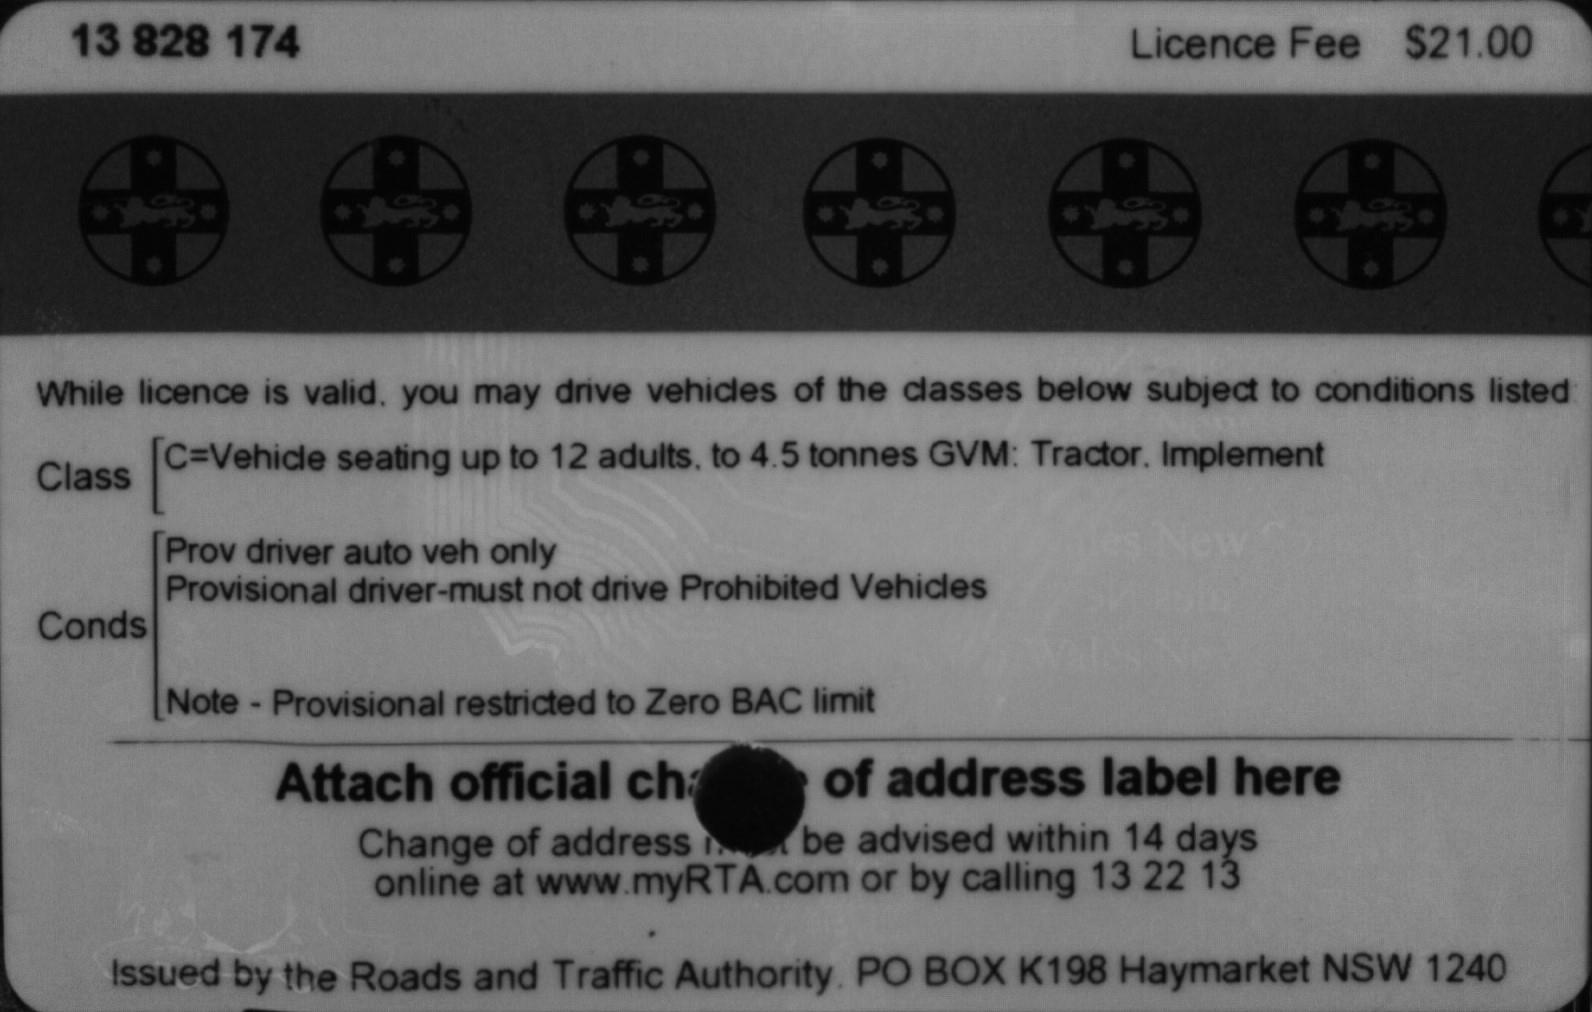 13 828 174 Licence Fee $21.00
While licence is valid, you may drive vehicles of the classes below subject to conditions listed
Class C=Vehicle seating up to 12 adults, to 4.5 tonnes GVM: Tractor, Implement
Prov driver auto veh only
Provisional driver-must not drive Prohibited Vehicles
Conds
Note - Provisional restricted to Zero BAC limit
Attach official of address label here
Change of address be advised within 14 days
online at www.myRTA.com or by calling 13 22 13
Issued by the Roads and Traffic Authority, PO BOX K198 Haymarket NSW 1240